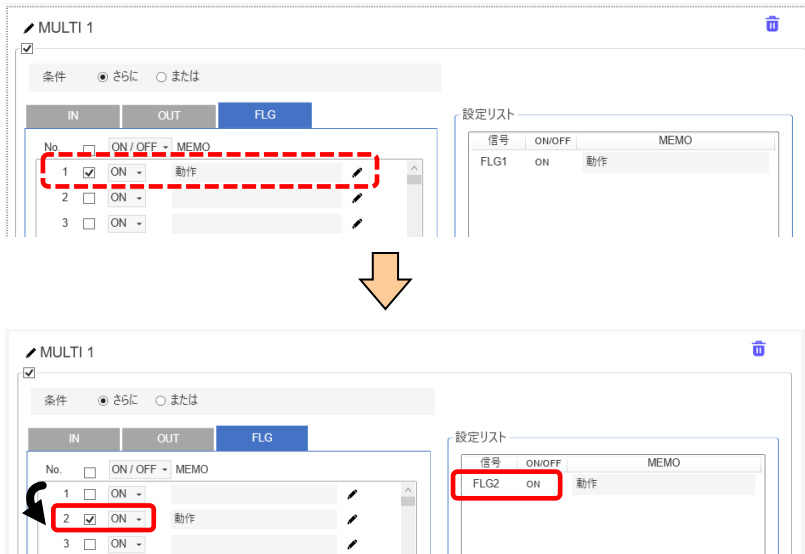 MULTI 1
条件 さらに または
IN OUT FLG
No. ON / OFF MEMO
1 ON 動作
2 ON
3 ON
設定リスト
信号 ON/OFF MEMO
FLG1 ON 動作
MULTI 1
条件 さらに または
IN OUT FLG
No. ON / OFF MEMO
1 ON
2 ON 動作
3 ON
設定リスト
信号 ON/OFF MEMO
FLG2 ON 動作